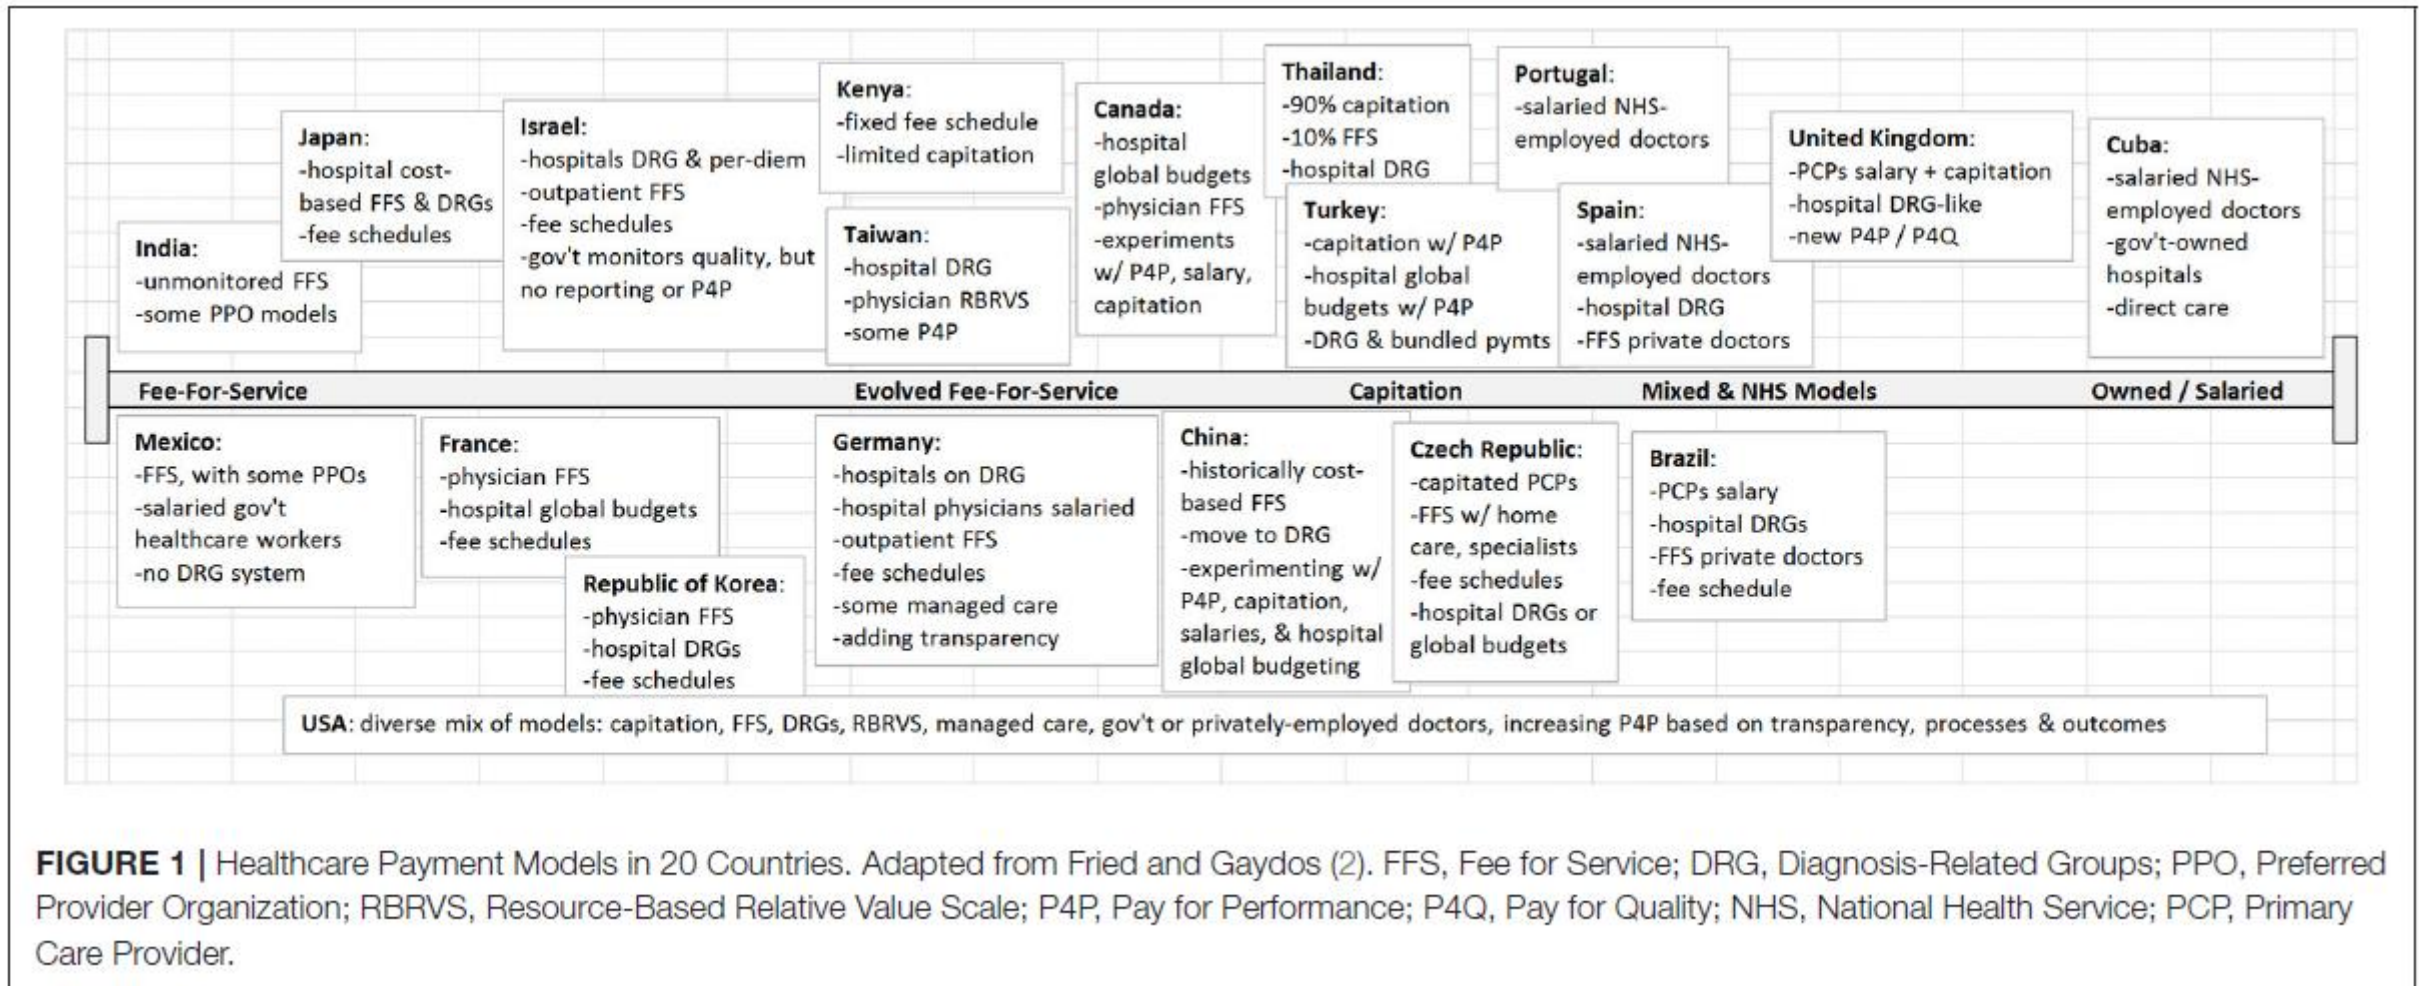 India:
-unmonitored FFS
-some PPO models
Japan:
-hospital cost-
based FFS & DRGs
-fee schedules
Israel:
-hospitals DRG & per-diem
-outpatient FFS
-fee schedules
-gov't monitors quality, but
no reporting or P4P
Kenya:
-fixed fee schedule
-limited capitation
Taiwan:
-hospital DRG
-physician RBRVS
-some P4P
Canada:
-hospital
global budgets
-physician FFS
-experiments
w/ P4P, salary,
capitation
Thailand:
-90% capitation
-10% FFS
-hospital DRG
Turkey:
-capitation w/ P4P
-hospital global
budgets w/ P4P
-DRG & bundled pymts
Portugal:
-salaried NHS-
employed doctors
Spain:
-salaried NHS-
employed doctors
-hospital DRG
-FFS private doctors
United Kingdom:
-PCPs salary + capitation
-hospital DRG-like
-new P4P / P4Q
Cuba:
-salaried NHS-
employed doctors
-gov't-owned
hospitals
-direct care
Fee-For-Service Evolved Fee-For-Service Capitation Mixed & NHS Models Owned / Salaried
Mexico:
-FFS, with some PPOs
-salaried gov't
healthcare workers
-no DRG system
France:
-physician FFS
-hospital global budgets
-fee schedules
Republic of Korea:
-physician FFS
-hospital DRGs
-fee schedules
Germany:
-hospitals on DRG
-hospital physicians salaried
-outpatient FFS
-fee schedules
-some managed care
-adding transparency
China:
-historically cost-
based FFS
-move to DRG
-experimenting w/
P4P, capitation,
salaries, & hospital
global budgeting
Czech Republic:
-capitated PCPs
-FFS w/ home
care, specialists
-fee schedules
-hospital DRGs or
global budgets
Brazil:
-PCPs salary
-hospital DRGs
-FFS private doctors
-fee schedule
USA: diverse mix of models: capitation, FFS, DRGs, RBRVS, managed care, gov't or privately-employed doctors, increasing P4P based on transparency, processes & outcomes
FIGURE 1 | Healthcare Payment Models in 20 Countries. Adapted from Fried and Gaydos (2). FFS, Fee for Service; DRG, Diagnosis-Related Groups; PPO, Preferred
Provider Organization; RBRVS, Resource-Based Relative Value Scale; P4P, Pay for Performance; P4Q, Pay for Quality; NHS, National Health Service; PCP, Primary
Care Provider.